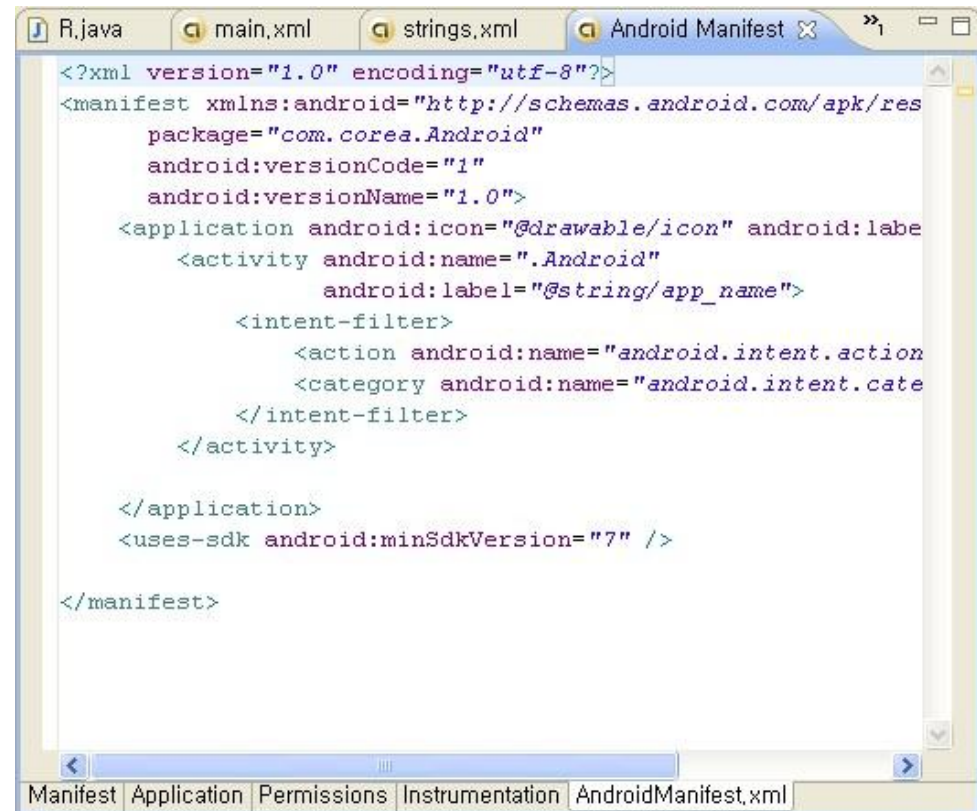 R.java main.xml strings.xml Android Manifest »1
<?xml version="1.0" encoding="utf-8"?>
<manifest xmlns:android="http://schemas.android.com/apk/res
package="com.corea.Android"
android:versionCode="1"
android:versionName="1.0">
<application android:icon="@drawable/icon" android:labe
<activity android:name=".Android"
android:label="@string/app_name">
<intent-filter>
<action android:name="android.intent.action
<category android:name="android.intent.cate
</intent-filter>
</activity>
</application>
<uses-sdk android:minSdkVersion="7" />
</manifest>
Manifest Application Permissions Instrumentation AndroidManifest.xml